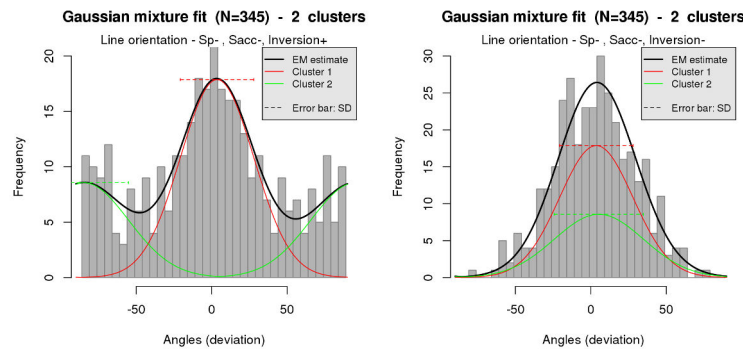 Gaussian mixture fit (N=345) - 2 clusters
Line orientation - Sp- , Sacc-, Inversion+
EM estimate
Cluster 1
Cluster 2
Error bar: SD
Frequency
20
15
10
5
0
-50 0 50
Angles (deviation)
Gaussian mixture fit (N=345) - 2 clusters
Line orientation - Sp- , Sacc-, Inversion-
EM estimate
Cluster 1
Cluster 2
Error bar: SD
Frequency
30
25
20
15
10
5
0
-50 0 50
Angles (deviation)